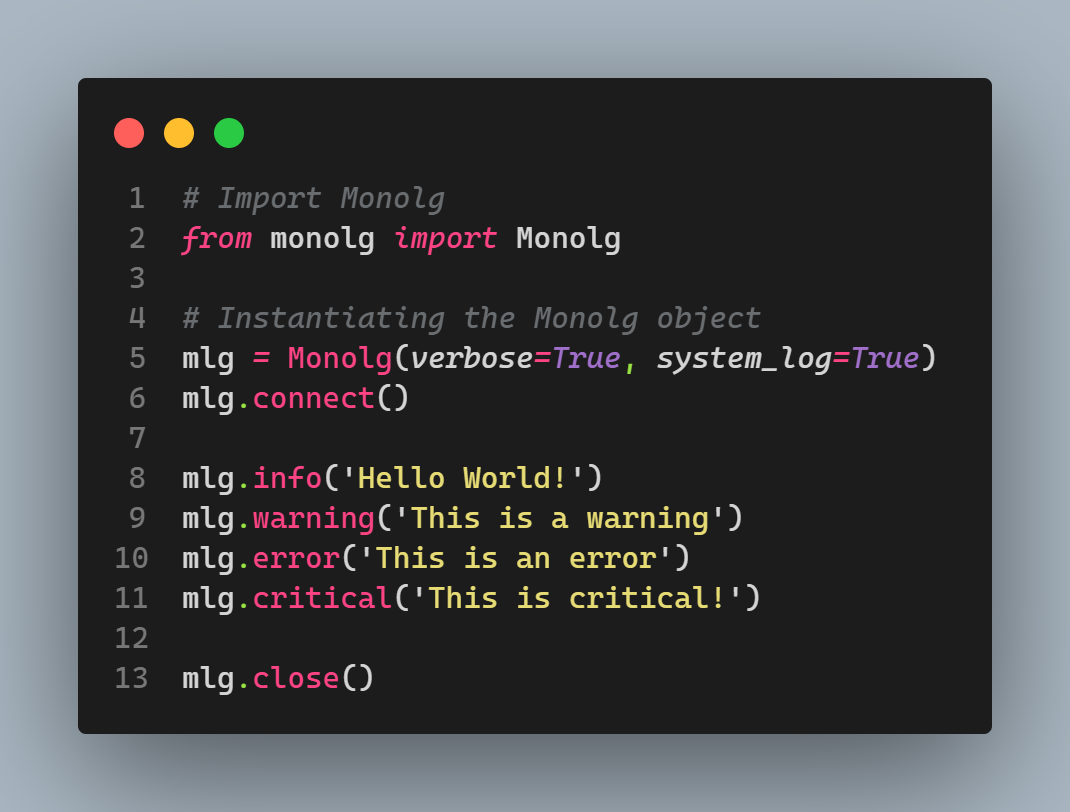 1 # Import Monolg
2 from monolg import Monolg
3
4 # Instantiating the Monolg object
5 mlg = Monolg(verbose=True, system_log=True)
6 mlg.connect()
7
8 mlg.info('Hello World!')
9 mlg.warning('This is a warning')
10 mlg.error('This is an error')
11 mlg.critical('This is critical!')
12
13 mlg.close()